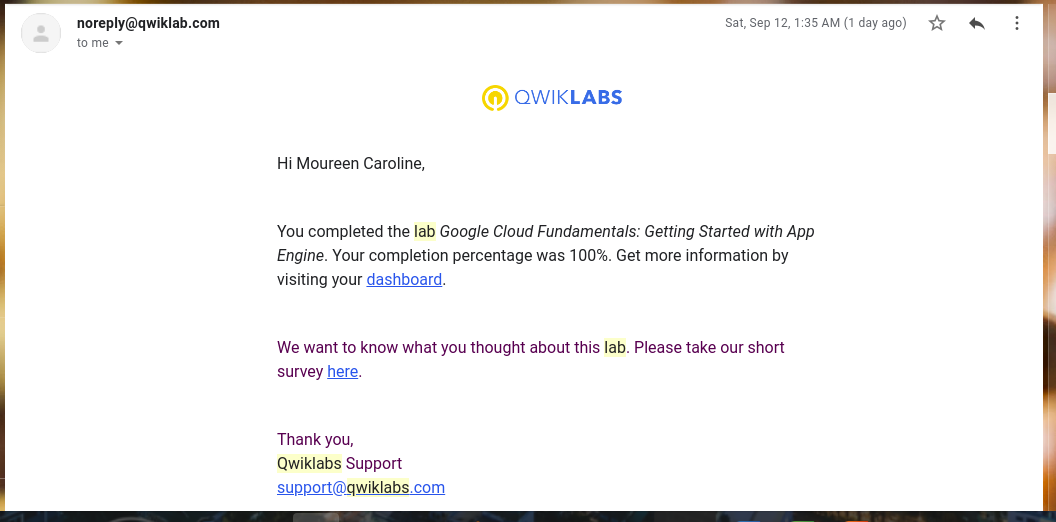 noreply@qwiklab.com
Sat, Sep 12, 1:35 AM (1 day ago)
to me
QWIKLABS
Hi Moureen Caroline,
You completed the lab Google Cloud Fundamentals: Getting Started with App
Engine. Your completion percentage was 100%. Get more information by
visiting your dashboard.
We want to know what you thought about this lab. Please take our short
survey here.
Thank you,
Qwiklabs Support
support@qwiklabs.com